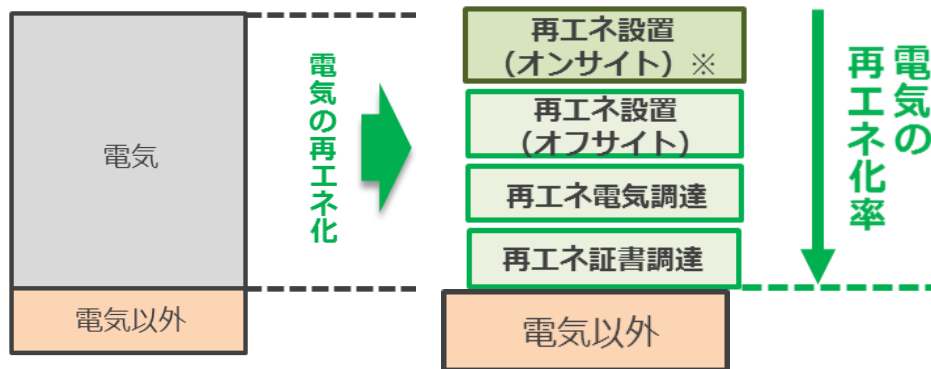 電気
電気以外
電気の再エネ化
再エネ設置
（オンサイト）※
再エネ設置
（オフサイト）
再エネ電気調達
再エネ証書調達
電気以外
電気の
再エネ化率